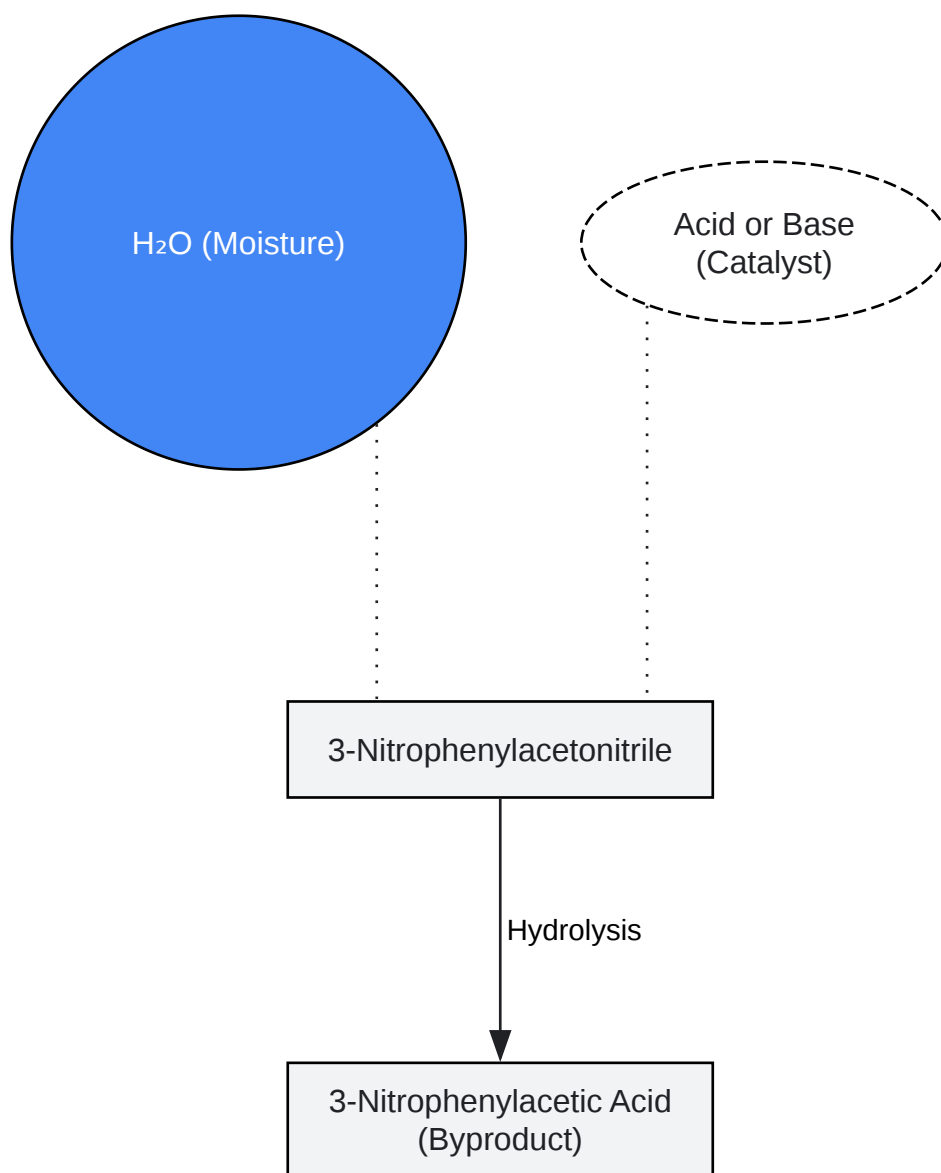 H₂O (Moisture)
Acid or Base
(Catalyst)
3-Nitrophenylacetonitrile
Hydrolysis
3-Nitrophenylacetic Acid
(Byproduct)